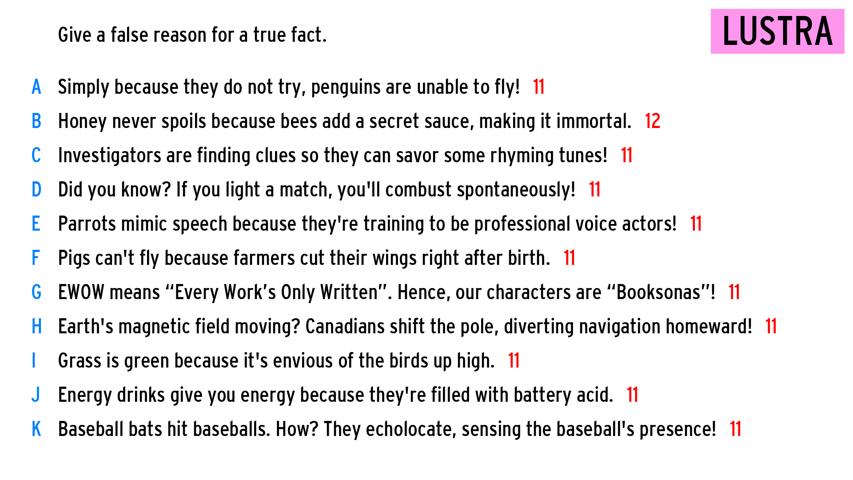 Give a false reason for a true fact.
LUSTRA
A Simply because they do not try, penguins are unable to fly! 11
B Honey never spoils because bees add a secret sauce, making it immortal. 12
C Investigators are finding clues so they can savor some rhyming tunes! 11
D Did you know? If you light a match, you'll combust spontaneously! 11
E Parrots mimic speech because they're training to be professional voice actors! 11
F Pigs can't fly because farmers cut their wings right after birth. 11
G EWOW means “Every Work’s Only Written”. Hence, our characters are “Booksonas”! 11
H Earth's magnetic field moving? Canadians shift the pole, diverting navigation homeward! 11
I Grass is green because it's envious of the birds up high. 11
J Energy drinks give you energy because they're filled with battery acid. 11
K Baseball bats hit baseballs. How? They echolocate, sensing the baseball's presence! 11